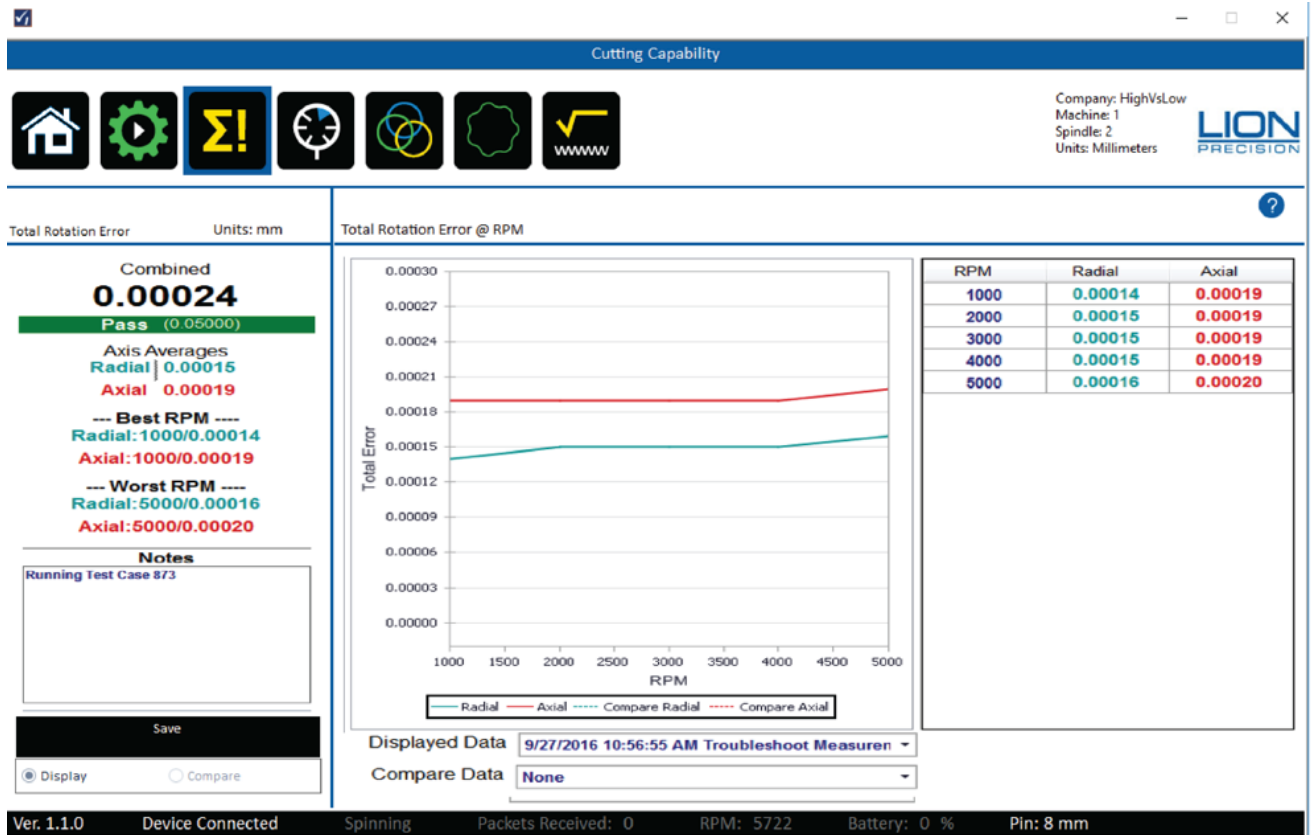 Cutting Capability
Σ!
Company: HighVsLow
Machine: 1
Spindle: 2
Units: Millimeters
LION
PRECISION
?
Total Rotation Error Units: mm
Total Rotation Error @ RPM
Combined
0.00024
Pass (0.05000)
Axis Averages
Radial 0.00015
Axial 0.00019
--- Best RPM ----
Radial:1000/0.00014
Axial:1000/0.00019
--- Worst RPM ----
Radial:5000/0.00016
Axial:5000/0.00020
Notes
Running Test Case 873
Save
Display Compare
0.00030
0.00027
0.00024
0.00021
0.00018
0.00015
0.00012
0.00009
0.00006
0.00003
0.00000
Total Error
1000 1500 2000 2500 3000 3500 4000 4500 5000
RPM
Radial Axial Compare Radial Compare Axial
Displayed Data 9/27/2016 10:56:55 AM Troubleshoot Measuren
Compare Data None
RPM Radial Axial
1000 0.00014 0.00019
2000 0.00015 0.00019
3000 0.00015 0.00019
4000 0.00015 0.00019
5000 0.00016 0.00020
Ver. 1.1.0 Device Connected Spinning Packets Received: 0 RPM: 5722 Battery: 0 % Pin: 8 mm